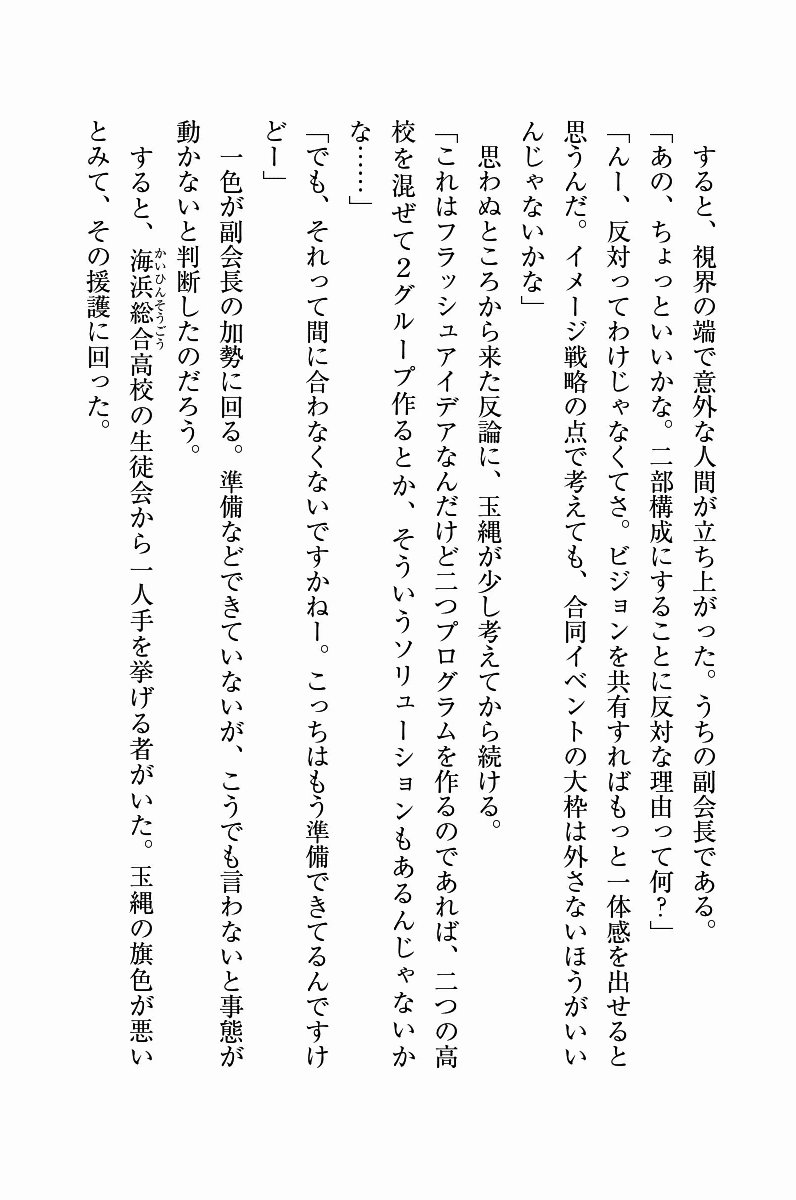 すると、視界の端で意外な人間が立ち上がった。うちの副会長である。
「あの、ちょっといいかな。二部構成にすることに反対な理由って何？」
「んー、反対ってわけじゃなくてさ。ビジョンを共有すればもっと一体感を出せると
思うんだ。イメージ戦略の点で考えても、合同イベントの大枠は外さないほうがいい
んじゃないかな」
思わぬところから来た反論に、玉縄が少し考えてから続ける。
「これはフラッシュアイデアなんだけど二つプログラムを作るのであれば、二つの高
校を混ぜて２グループ作るとか、そういうソリューションもあるんじゃないか
な……」
「でも、それって間に合わなくないですかねー。こっちはもう準備できてるんですけ
どー」
一色が副会長の加勢に回る。準備などできていないが、こうでも言わないと事態が
動かないと判断したのだろう。
すると、海浜総合高校の生徒会から一人手を挙げる者がいた。玉縄の旗色が悪い
かいひんそうごう
とみて、その援護に回った。